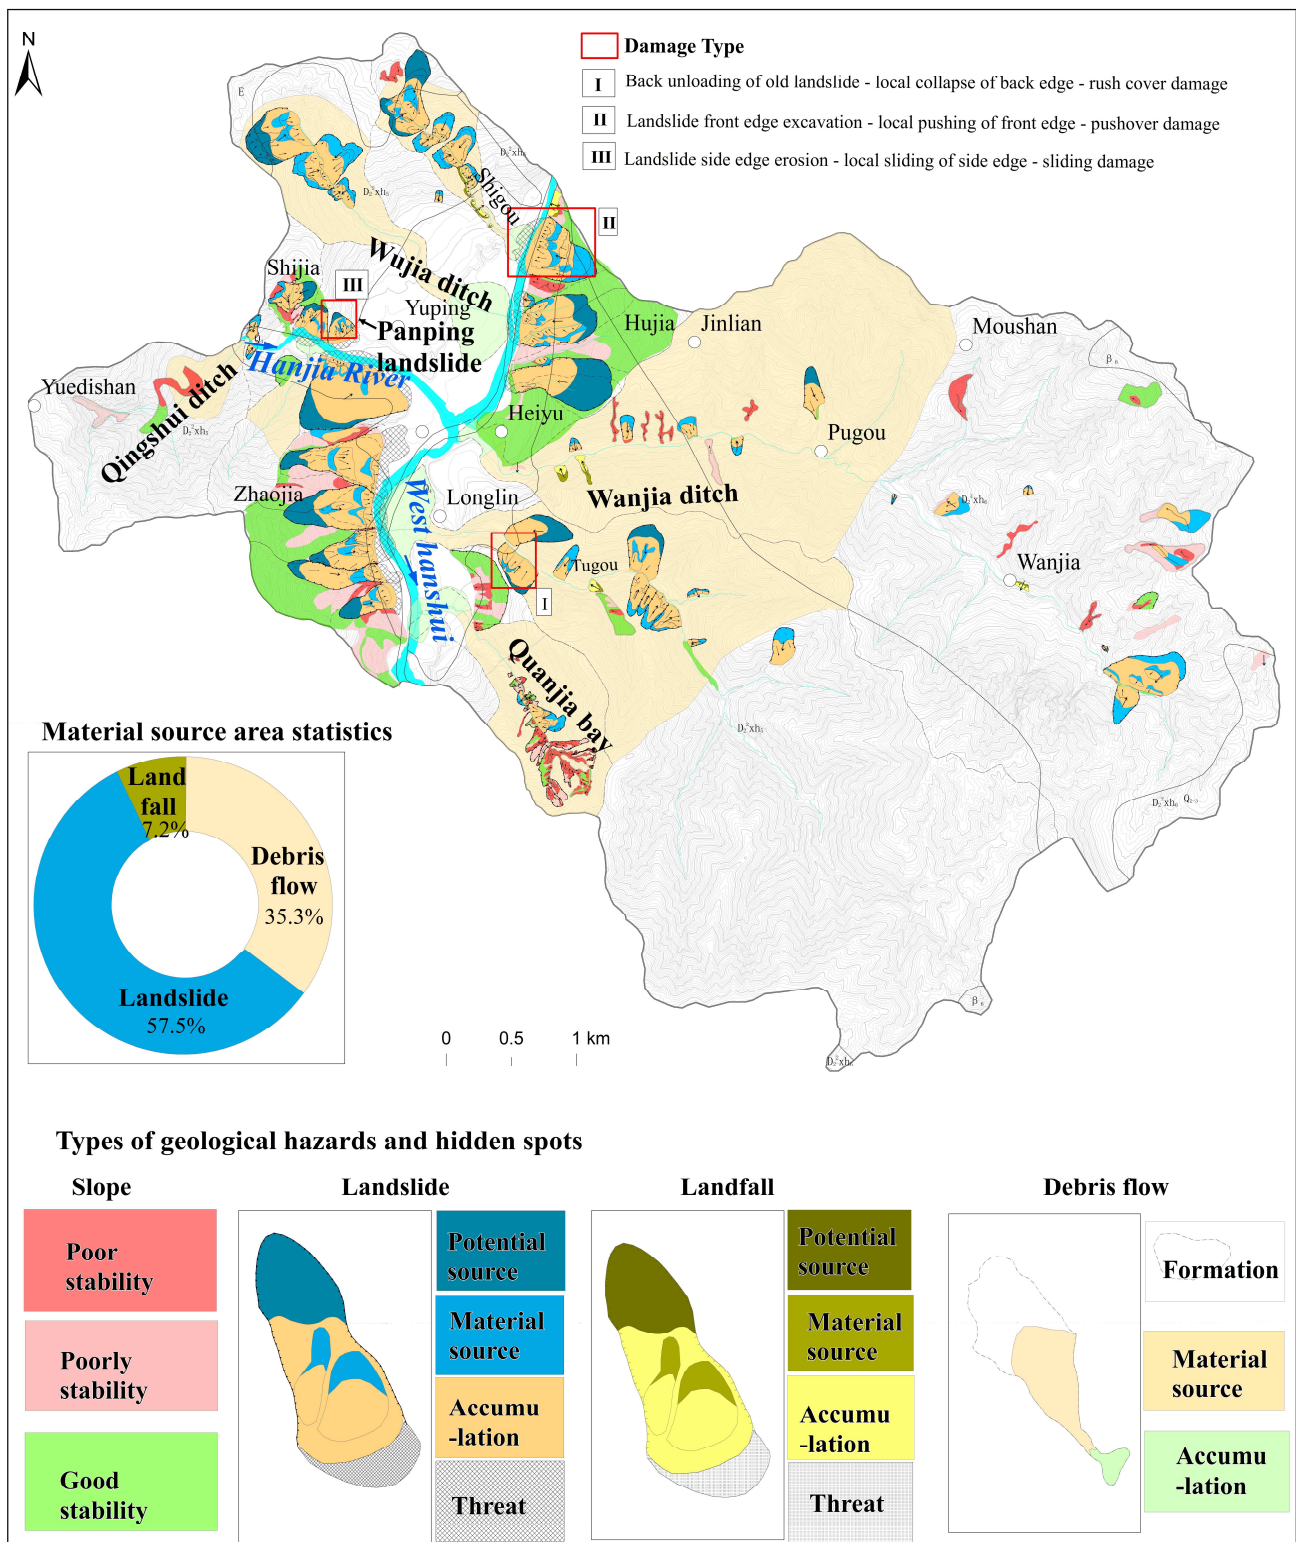 N
Damage Type
I
Back unloading of old landslide - local collapse of back edge - rush cover damage
II
Landslide front edge excavation - local pushing of front edge - pushover damage
III
Landslide side edge erosion - local sliding of side edge - sliding damage
E
D₂²xh₅
Shigou
II
Wujia ditch
Shijia
III
Yuping
Panping
landslide
Hujia
Jinlian
Moushan
Hanjia River
Yuedishan
Qingshui ditch
Heiyu
Pugou
Zhaojia
Longlin
Wanjia ditch
West hanshui
Tugou
Wanjia
I
Quanjia bay
D₂²xh₅
β₆
D₂²xh₆
Material source area statistics
Land
fall
7.2%
Debris
flow
35.3%
Landslide
57.5%
0 0.5 1 km
Types of geological hazards and hidden spots
Slope
Landslide
Landfall
Debris flow
Poor
stability
Poorly
stability
Good
stability
Potential
source
Material
source
Accumu
-lation
Threat
Potential
source
Material
source
Accumu
-lation
Threat
Formation
Material
source
Accumu
-lation